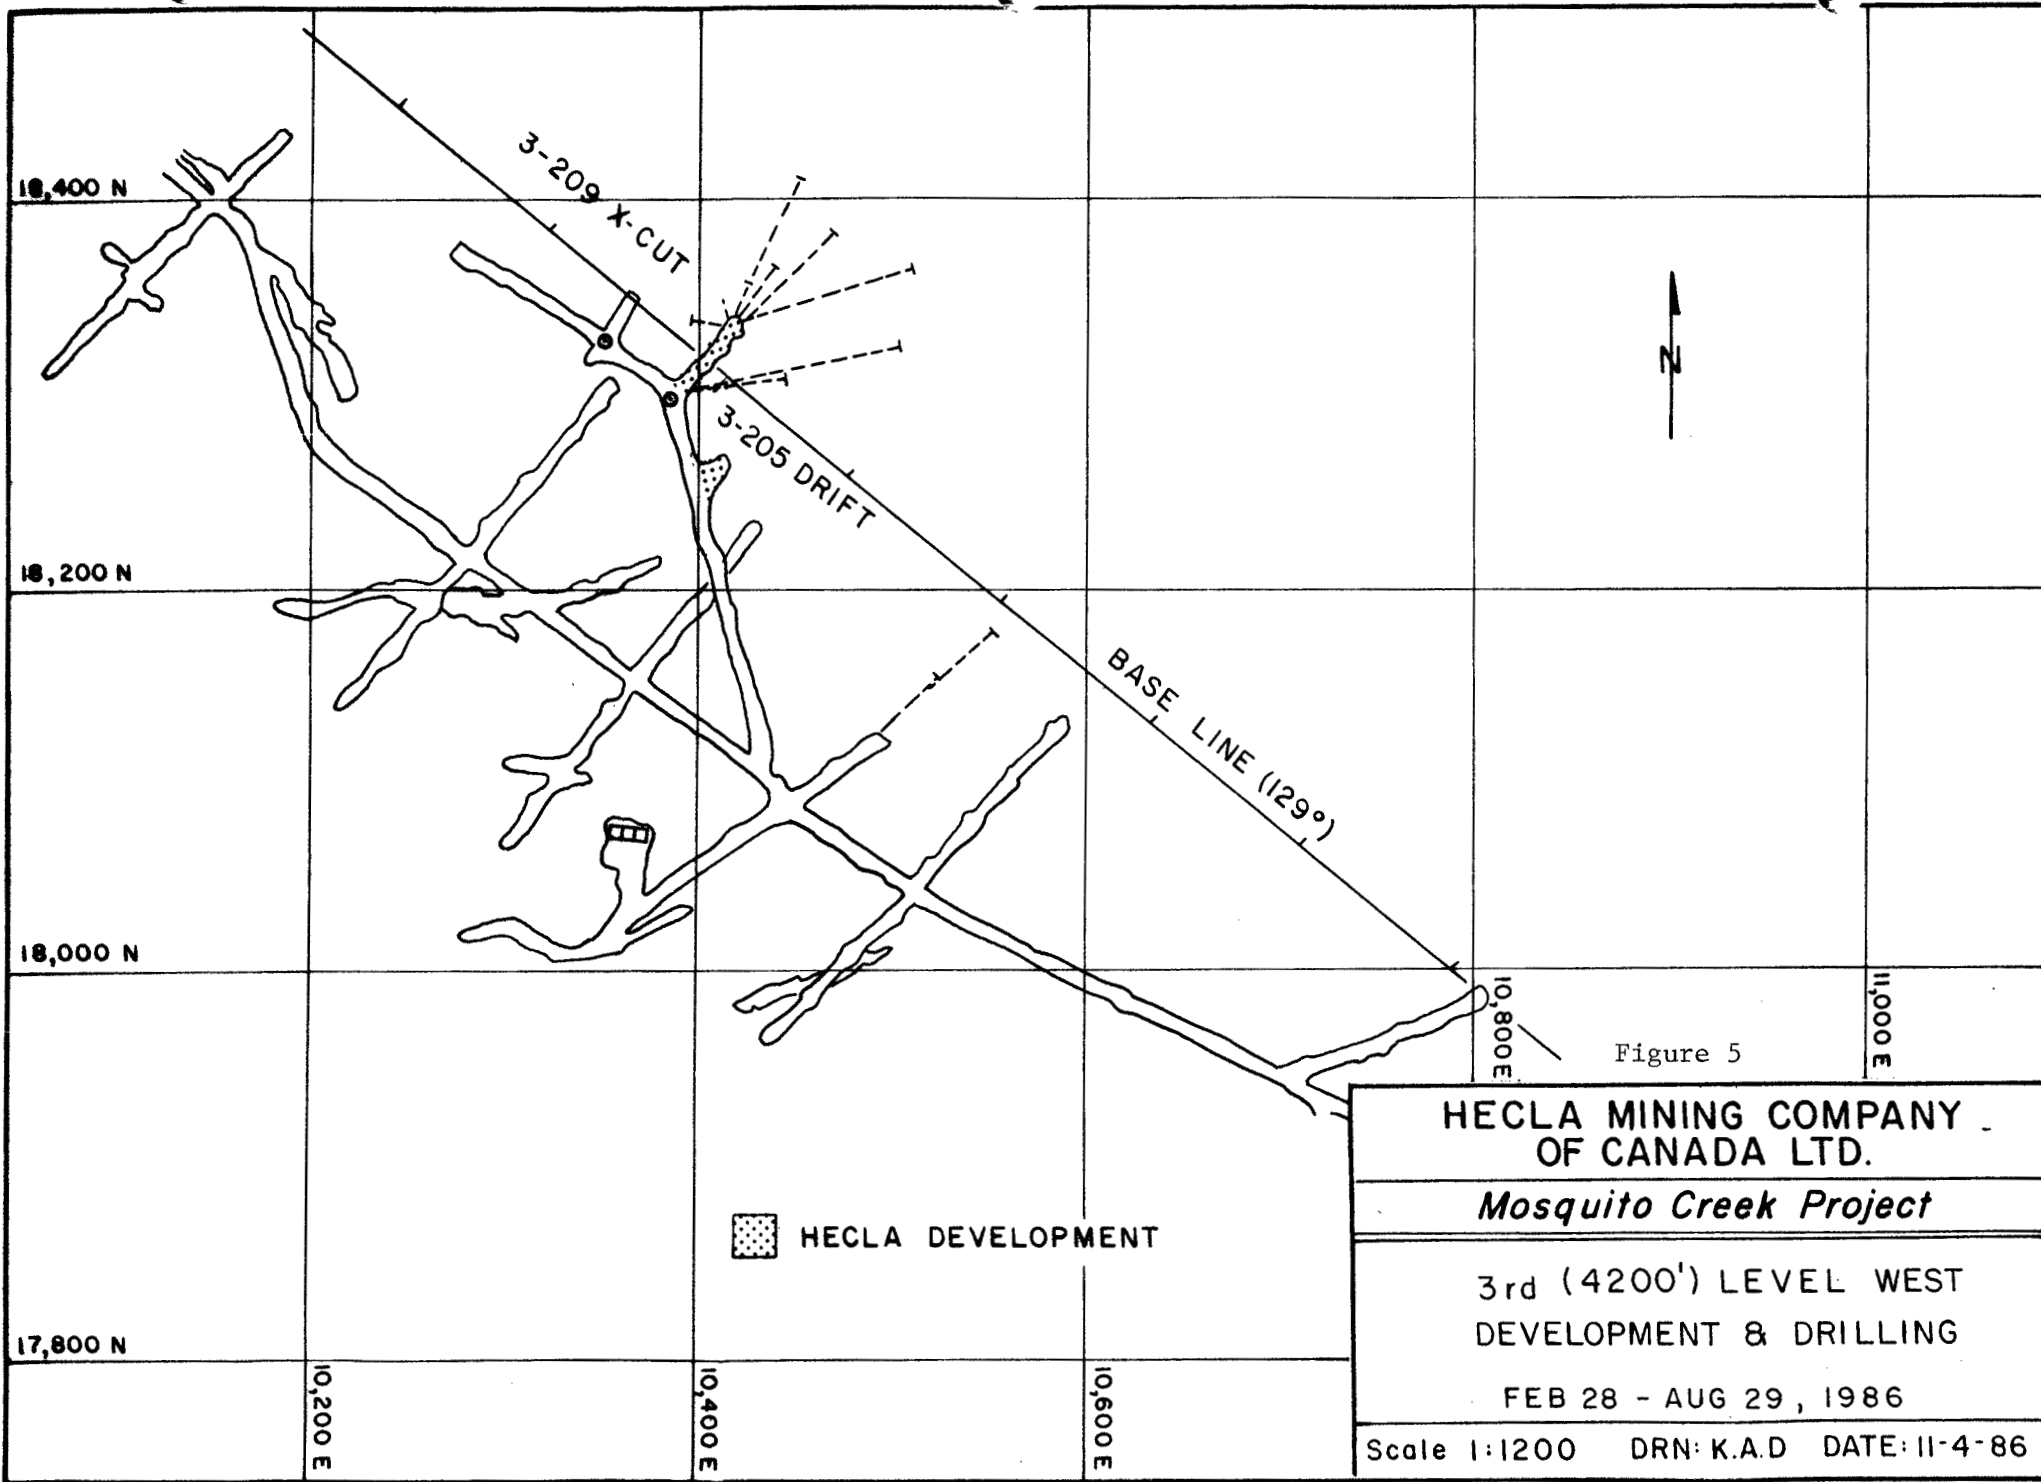 3-209 X-CUT
18,400 N
N
3-205 DRIFT
18,200 N
BASE LINE (129°)
18,000 N
10,800 E
11,000 E
Figure 5
HECLA MINING COMPANY
OF CANADA LTD.
Mosquito Creek Project
HECLA DEVELOPMENT
3rd (4200') LEVEL WEST
DEVELOPMENT & DRILLING
17,800 N
10,200 E
10,400 E
10,600 E
FEB 28 - AUG 29, 1986
Scale 1:1200 DRN: K.A.D DATE: 11-4-86